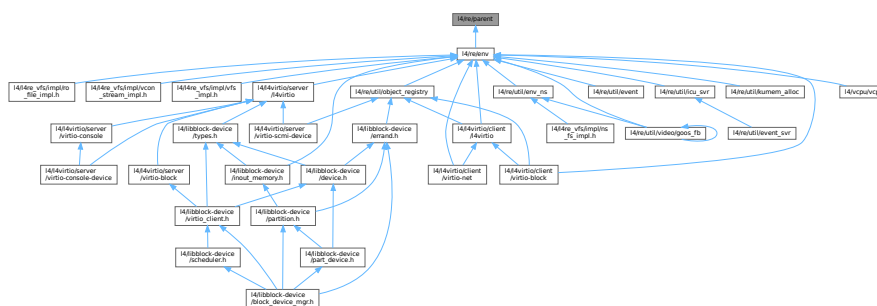 l4/re/parent
l4/re/env
l4/l4re_vfs/impl/ro
_file_impl.h
l4/l4re_vfs/impl/vcon
_stream_impl.h
l4/l4re_vfs/impl/vfs
_impl.h
l4/l4virtio/server
/l4virtio
l4/re/util/object_registry
l4/re/util/env_ns
l4/re/util/event
l4/re/util/icu_svr
l4/re/util/kumem_alloc
l4/vcpu/vcpu
l4/l4virtio/server
/virtio-console
l4/libblock-device
/types.h
l4/l4virtio/server
/virtio-scmi-device
l4/libblock-device
/errand.h
l4/l4virtio/client
/l4virtio
l4/l4re_vfs/impl/ns
_fs_impl.h
l4/re/util/video/goos_fb
l4/re/util/event_svr
l4/l4virtio/server
/virtio-console-device
l4/l4virtio/server
/virtio-block
l4/libblock-device
/inout_memory.h
l4/libblock-device
/device.h
l4/l4virtio/client
/virtio-net
l4/l4virtio/client
/virtio-block
l4/libblock-device
/virtio_client.h
l4/libblock-device
/partition.h
l4/libblock-device
/scheduler.h
l4/libblock-device
/part_device.h
l4/libblock-device
/block_device_mgr.h